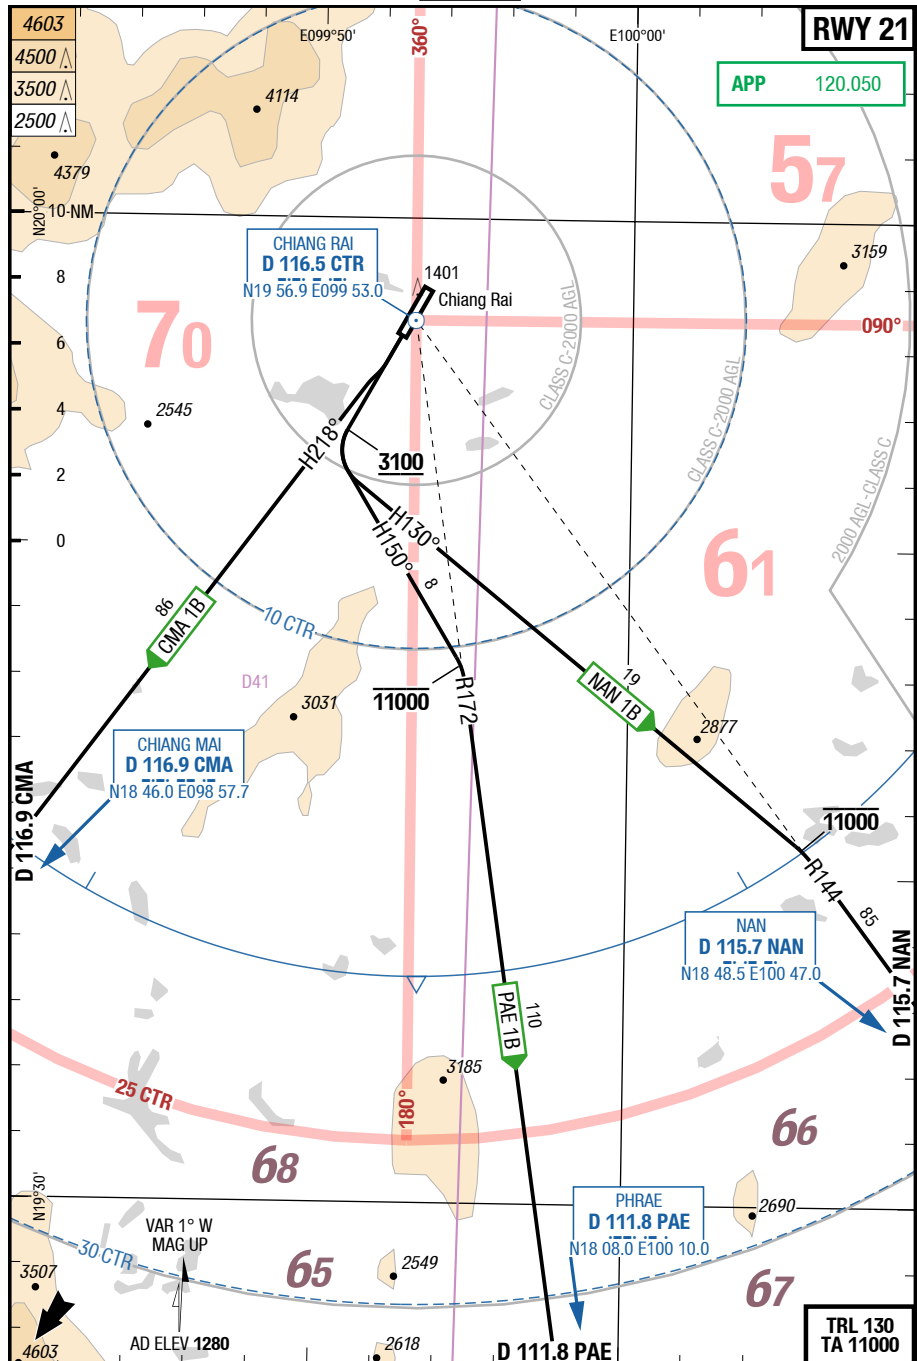 4603
4500
3500
2500
E099°50'
360°
E100°00'
RWY 21
APP 120.050
4114
4379
57
N20°00'
10 NM
3159
CHIANG RAI
D 116.5 CTR
N19 56.9 E099 53.0
1401
Chiang Rai
8
70
090°
6
CLASS C-2000 AGL
CLASS C-2000 AGL
2000 AGL-CLASS C
4
2545
H218°
3100
2
H130°
H150°
0
61
8
86
CMA 1B
10 CTR
D41
3031
11000
R172
19
NAN 1B
2877
CHIANG MAI
D 116.9 CMA
N18 46.0 E098 57.7
D 116.9 CMA
11000
R144
85
NAN
D 115.7 NAN
N18 48.5 E100 47.0
D 115.7 NAN
110
PAE 1B
3185
25 CTR
180°
66
68
N19°30'
VAR 1° W
MAG UP
PHRAE
D 111.8 PAE
N18 08.0 E100 10.0
2690
30 CTR
65
2549
67
3507
AD ELEV 1280
2618
4603
D 111.8 PAE
TRL 130
TA 11000